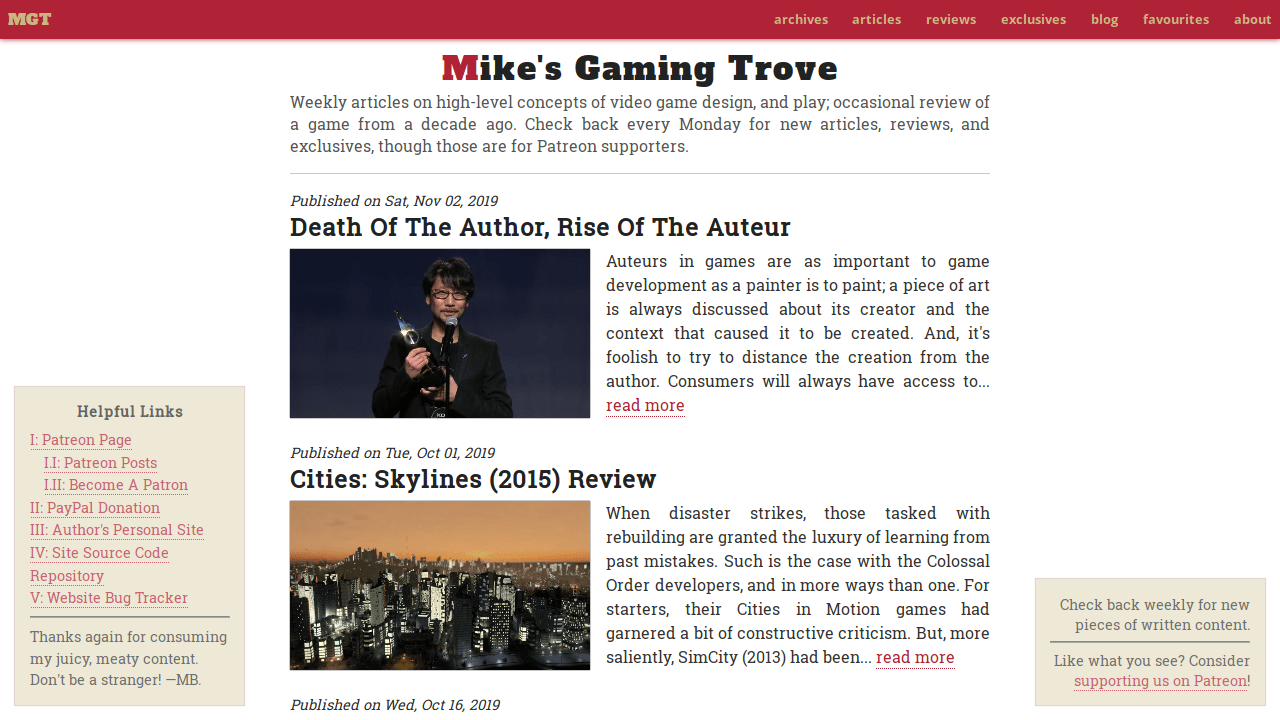 MGT
archives articles reviews exclusives blog favourites about
Mike's Gaming Trove
Weekly articles on high-level concepts of video game design, and play; occasional review of
a game from a decade ago. Check back every Monday for new articles, reviews, and
exclusives, though those are for Patreon supporters.
Published on Sat, Nov 02, 2019
Death Of The Author, Rise Of The Auteur
Auteurs in games are as important to game
development as a painter is to paint; a piece of art
is always discussed about its creator and the
context that caused it to be created. And, it's
foolish to try to distance the creation from the
author. Consumers will always have access to...
read more
Published on Tue, Oct 01, 2019
Cities: Skylines (2015) Review
When disaster strikes, those tasked with
rebuilding are granted the luxury of learning from
past mistakes. Such is the case with the Colossal
Order developers, and in more ways than one. For
starters, their Cities in Motion games had
garnered a bit of constructive criticism. But, more
saliently, SimCity (2013) had been... read more
Published on Wed, Oct 16, 2019
Helpful Links
I: Patreon Page
I.I: Patreon Posts
I.II: Become A Patron
II: PayPal Donation
III: Author's Personal Site
IV: Site Source Code
Repository
V: Website Bug Tracker
Thanks again for consuming
my juicy, meaty content.
Don't be a stranger! —MB.
Check back weekly for new
pieces of written content.
Like what you see? Consider
supporting us on Patreon!